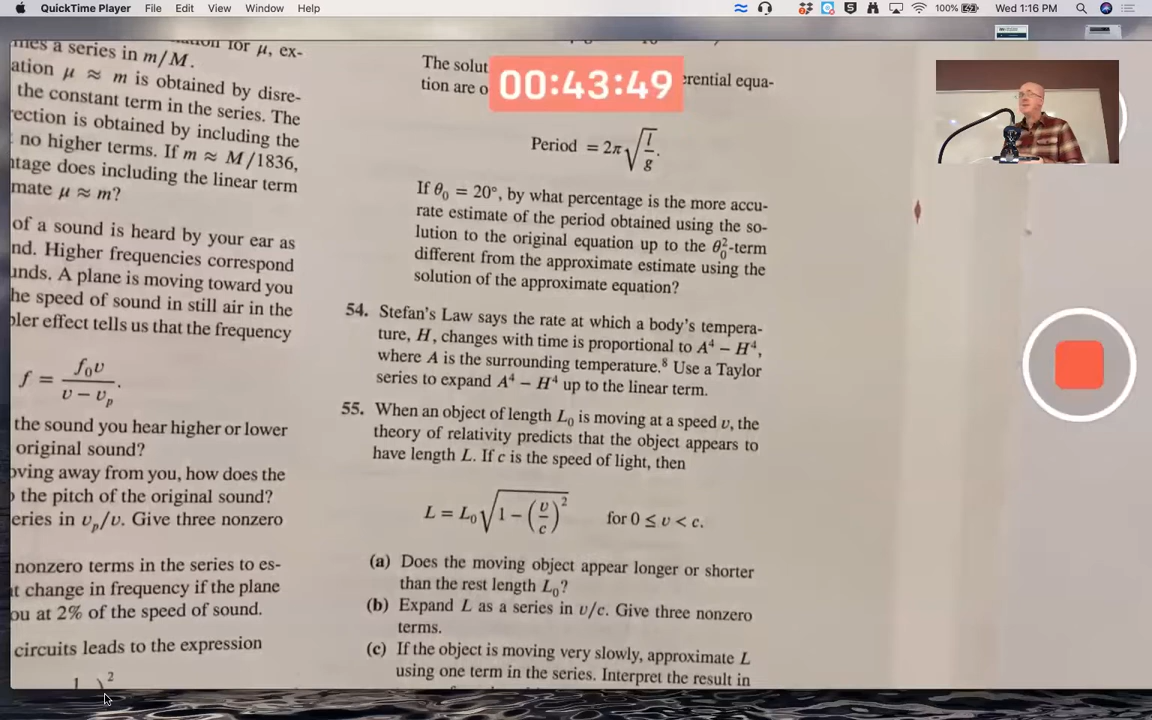 QuickTime Player File Edit View Window Help
100% Wed 1:16 PM
00:43:49
mes a series in m/M.
for μ, ex-
ation μ ≈ m is obtained by disre-
the constant term in the series. The
ection is obtained by including the
no higher terms. If m ≈ M/1836,
ntage does including the linear term
mate μ ≈ m?
of a sound is heard by your ear as
nd. Higher frequencies correspond
unds. A plane is moving toward you
he speed of sound in still air in the
pler effect tells us that the frequency
f = f₀v / (v − vₚ).
the sound you hear higher or lower
original sound?
oving away from you, how does the
the pitch of the original sound?
eries in vₚ/v. Give three nonzero
nonzero terms in the series to es-
t change in frequency if the plane
ou at 2% of the speed of sound.
circuits leads to the expression
The solut erential equa-
tion are o
Period = 2π√(l/g).
If θ₀ = 20°, by what percentage is the more accu-
rate estimate of the period obtained using the so-
lution to the original equation up to the θ₀²-term
different from the approximate estimate using the
solution of the approximate equation?
54. Stefan's Law says the rate at which a body's tempera-
ture, H, changes with time is proportional to A⁴ − H⁴,
where A is the surrounding temperature.⁸ Use a Taylor
series to expand A⁴ − H⁴ up to the linear term.
55. When an object of length L₀ is moving at a speed v, the
theory of relativity predicts that the object appears to
have length L. If c is the speed of light, then
L = L₀√(1 − (v/c)²) for 0 ≤ v < c.
(a) Does the moving object appear longer or shorter
than the rest length L₀?
(b) Expand L as a series in v/c. Give three nonzero
terms.
(c) If the object is moving very slowly, approximate L
using one term in the series. Interpret the result in